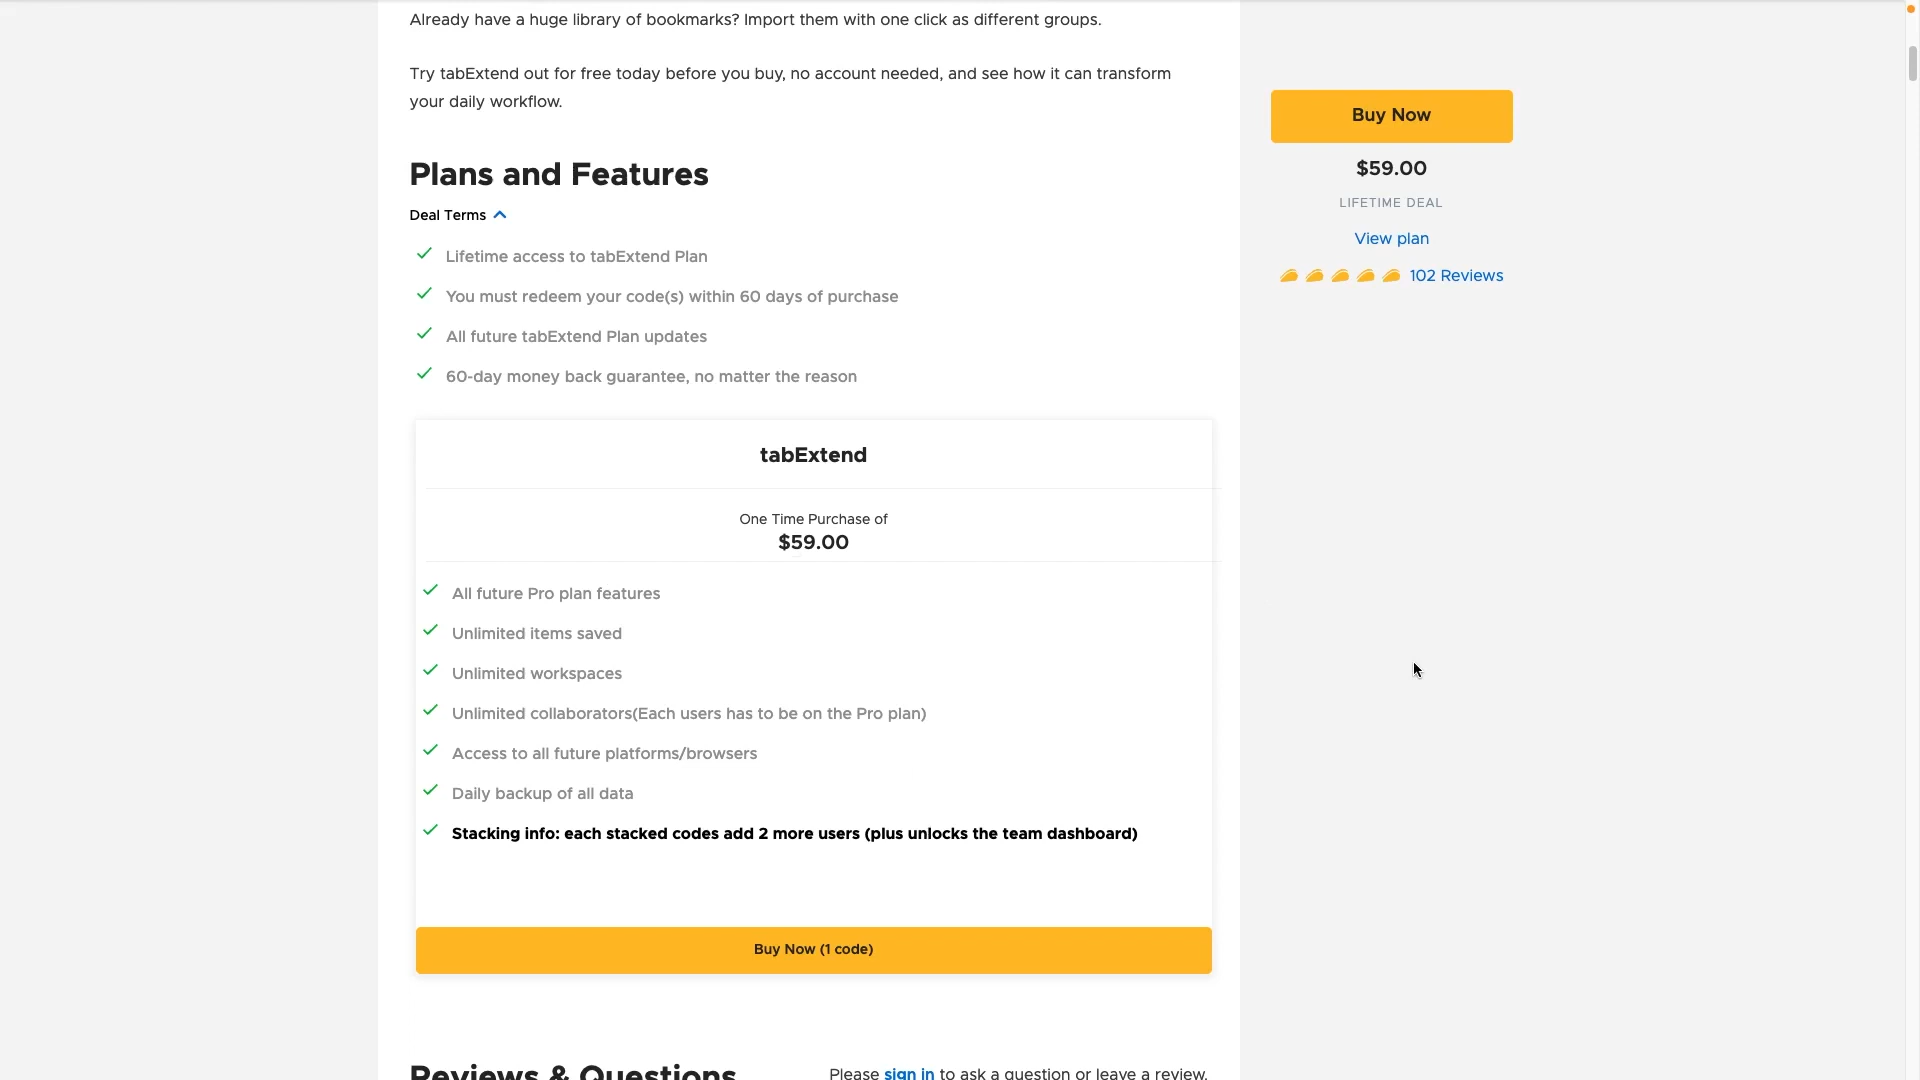 Already have a huge library of bookmarks? Import them with one click as different groups.
Try tabExtend out for free today before you buy, no account needed, and see how it can transform
your daily workflow.
Plans and Features
Deal Terms
Lifetime access to tabExtend Plan
You must redeem your code(s) within 60 days of purchase
All future tabExtend Plan updates
60-day money back guarantee, no matter the reason
tabExtend
One Time Purchase of
$59.00
All future Pro plan features
Unlimited items saved
Unlimited workspaces
Unlimited collaborators(Each users has to be on the Pro plan)
Access to all future platforms/browsers
Daily backup of all data
Stacking info: each stacked codes add 2 more users (plus unlocks the team dashboard)
Buy Now (1 code)
Reviews & Questions
Please sign in to ask a question or leave a review.
Buy Now
$59.00
LIFETIME DEAL
View plan
102 Reviews